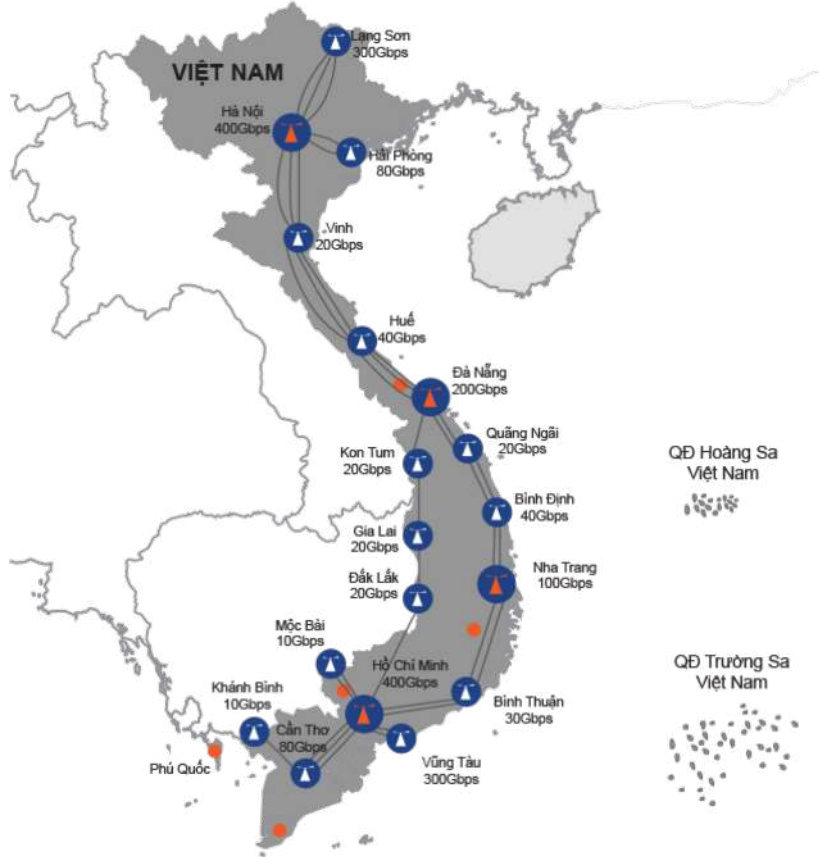 Lạng Sơn
300Gbps
VIỆT NAM
Hà Nội
400Gbps
Hải Phòng
80Gbps
Vinh
20Gbps
Huế
40Gbps
Đà Nẵng
200Gbps
Quãng Ngãi
20Gbps
Kon Tum
20Gbps
QĐ Hoàng Sa
Việt Nam
Bình Định
40Gbps
Gia Lai
20Gbps
Nha Trang
100Gbps
Đắk Lắk
20Gbps
Mộc Bài
10Gbps
Hồ Chí Minh
400Gbps
QĐ Trường Sa
Việt Nam
Khánh Bình
10Gbps
Bình Thuận
30Gbps
Cần Thơ
80Gbps
Phú Quốc
Vũng Tàu
300Gbps